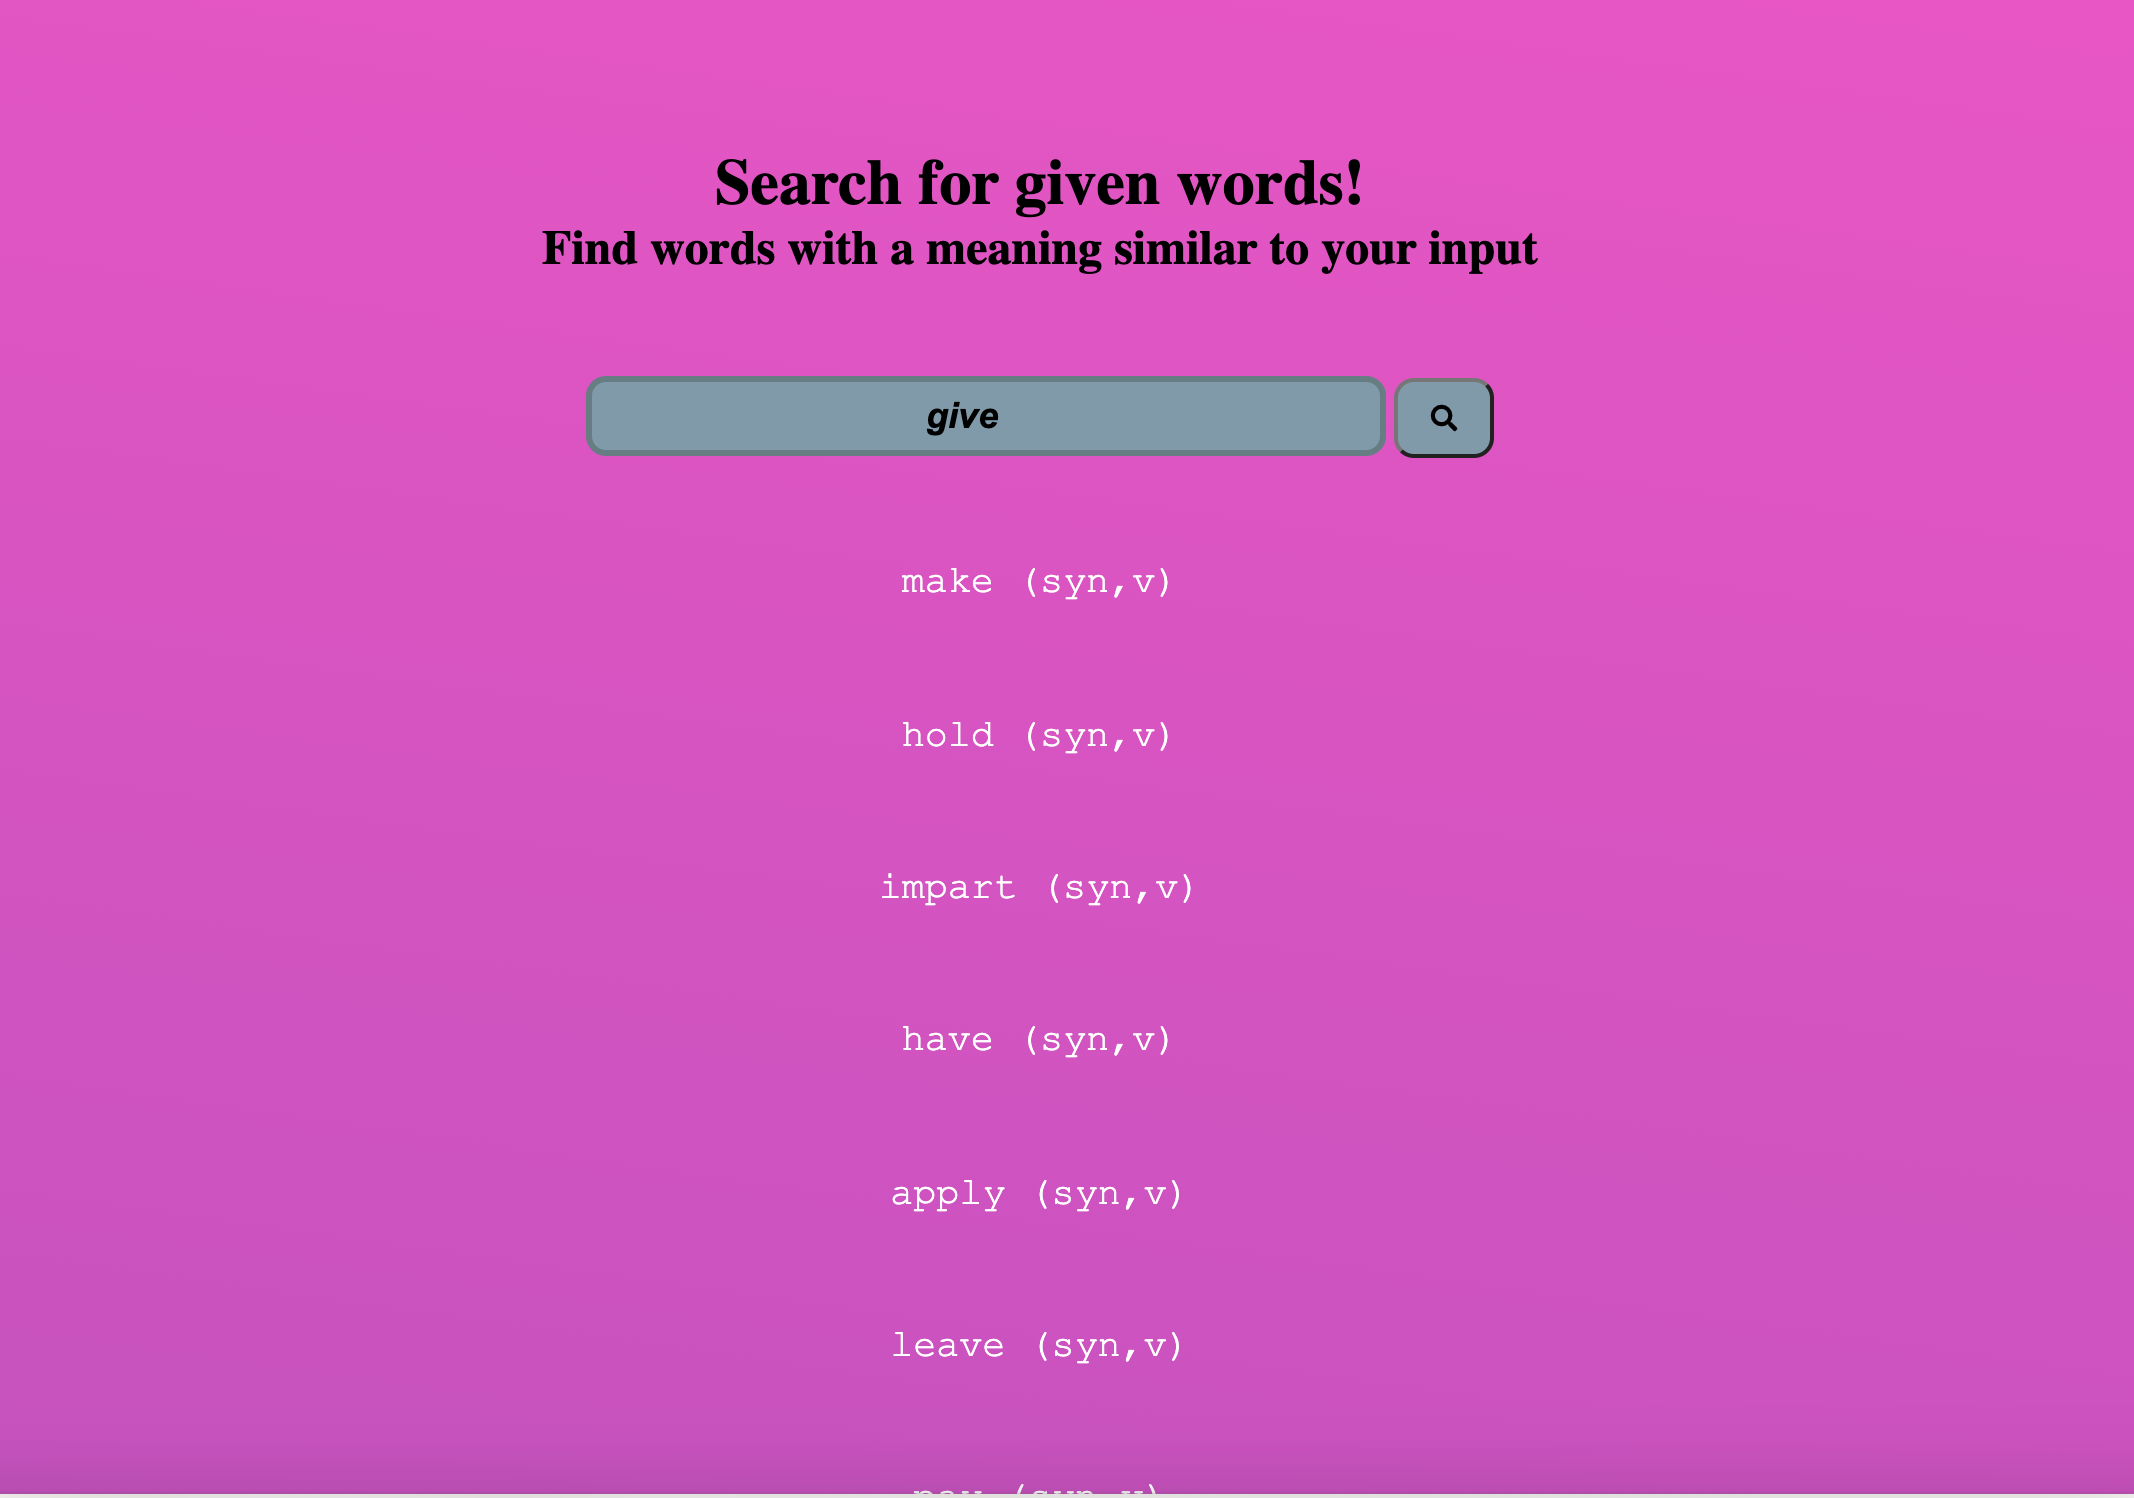 Search for given words!
Find words with a meaning similar to your input
give
make (syn,v)
hold (syn,v)
impart (syn,v)
have (syn,v)
apply (syn,v)
leave (syn,v)